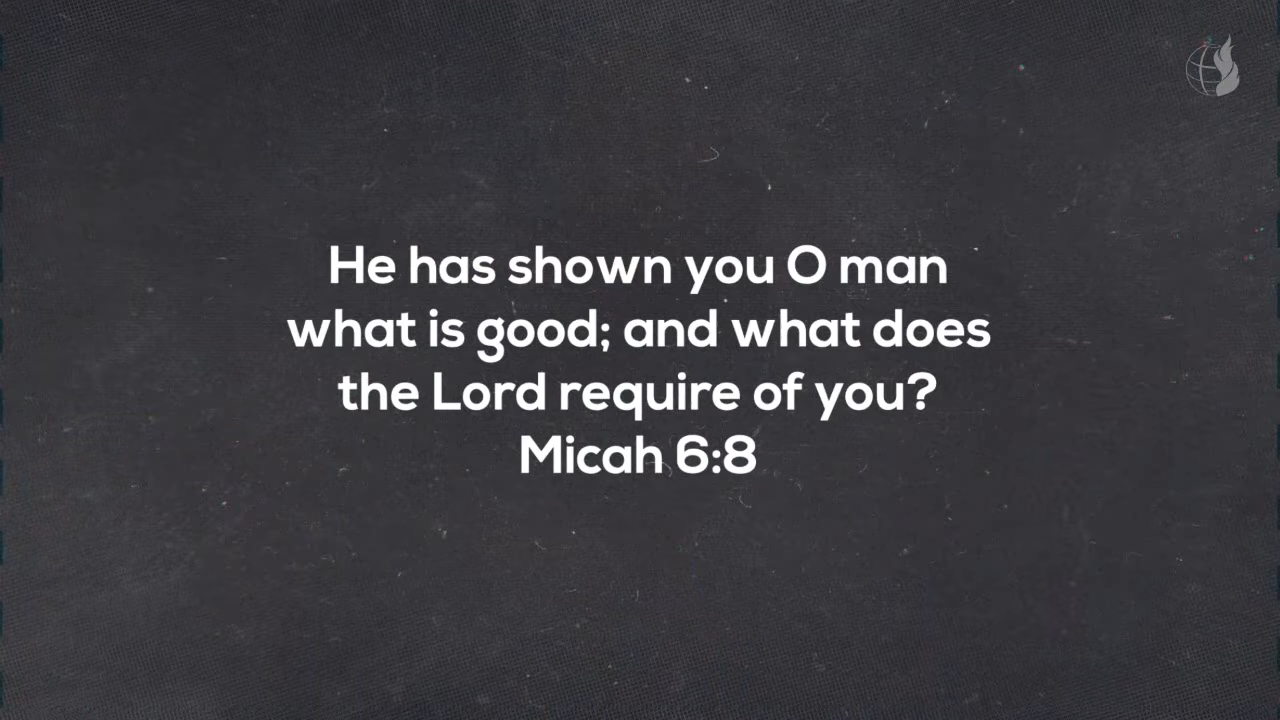 He has shown you O man
what is good; and what does
the Lord require of you?
Micah 6:8